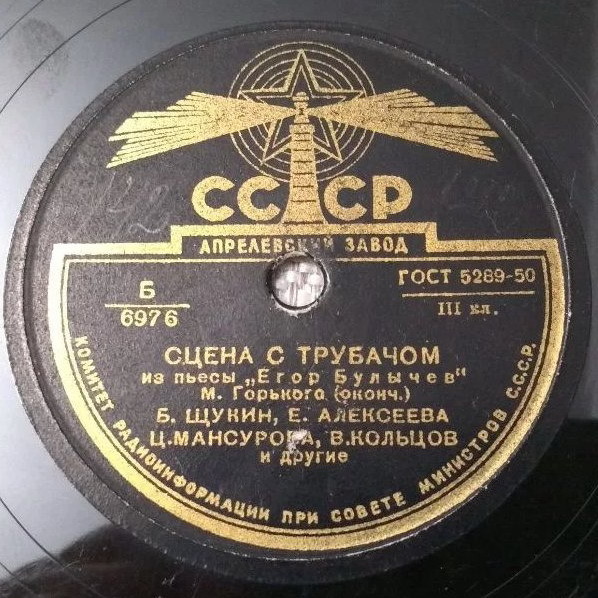 СССР
АПРЕЛЕВСКИЙ ЗАВОД
Б
6976
ГОСТ 5289-50
III кл.
СЦЕНА С ТРУБАЧОМ
из пьесы „Егор Булычев"
М. Горького (оконч.)
Б. ЩУКИН, Е. АЛЕКСЕЕВА
Ц. МАНСУРОВА, В. КОЛЬЦОВ
и другие
КОМИТЕТ РАДИОИНФОРМАЦИИ ПРИ СОВЕТЕ МИНИСТРОВ С.С.С.Р.